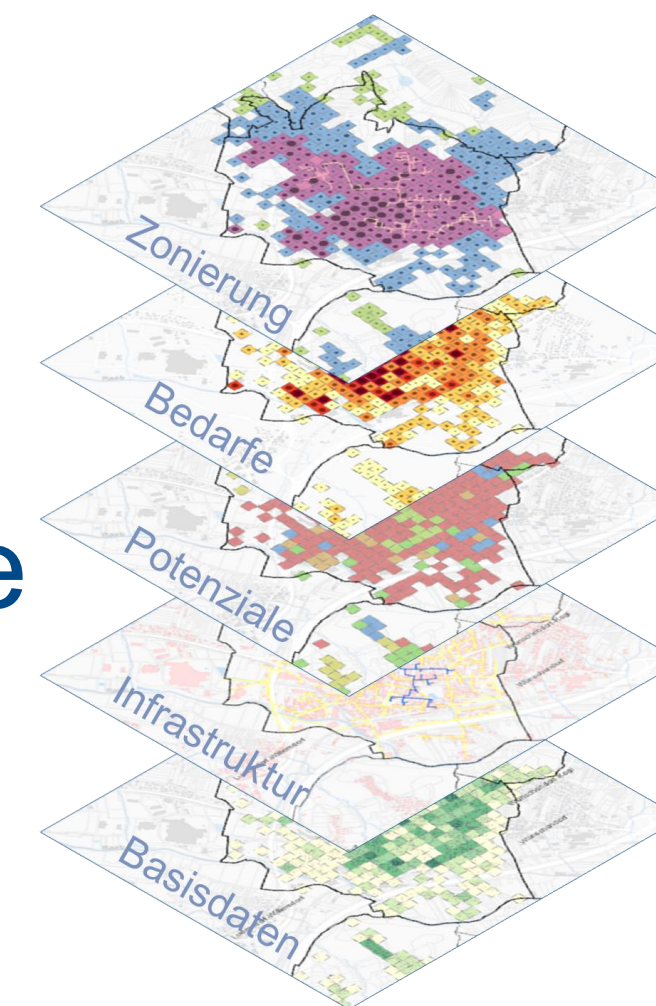 Zonierung
Bedarfe
e
Potenziale
Infrastruktur
Basisdaten